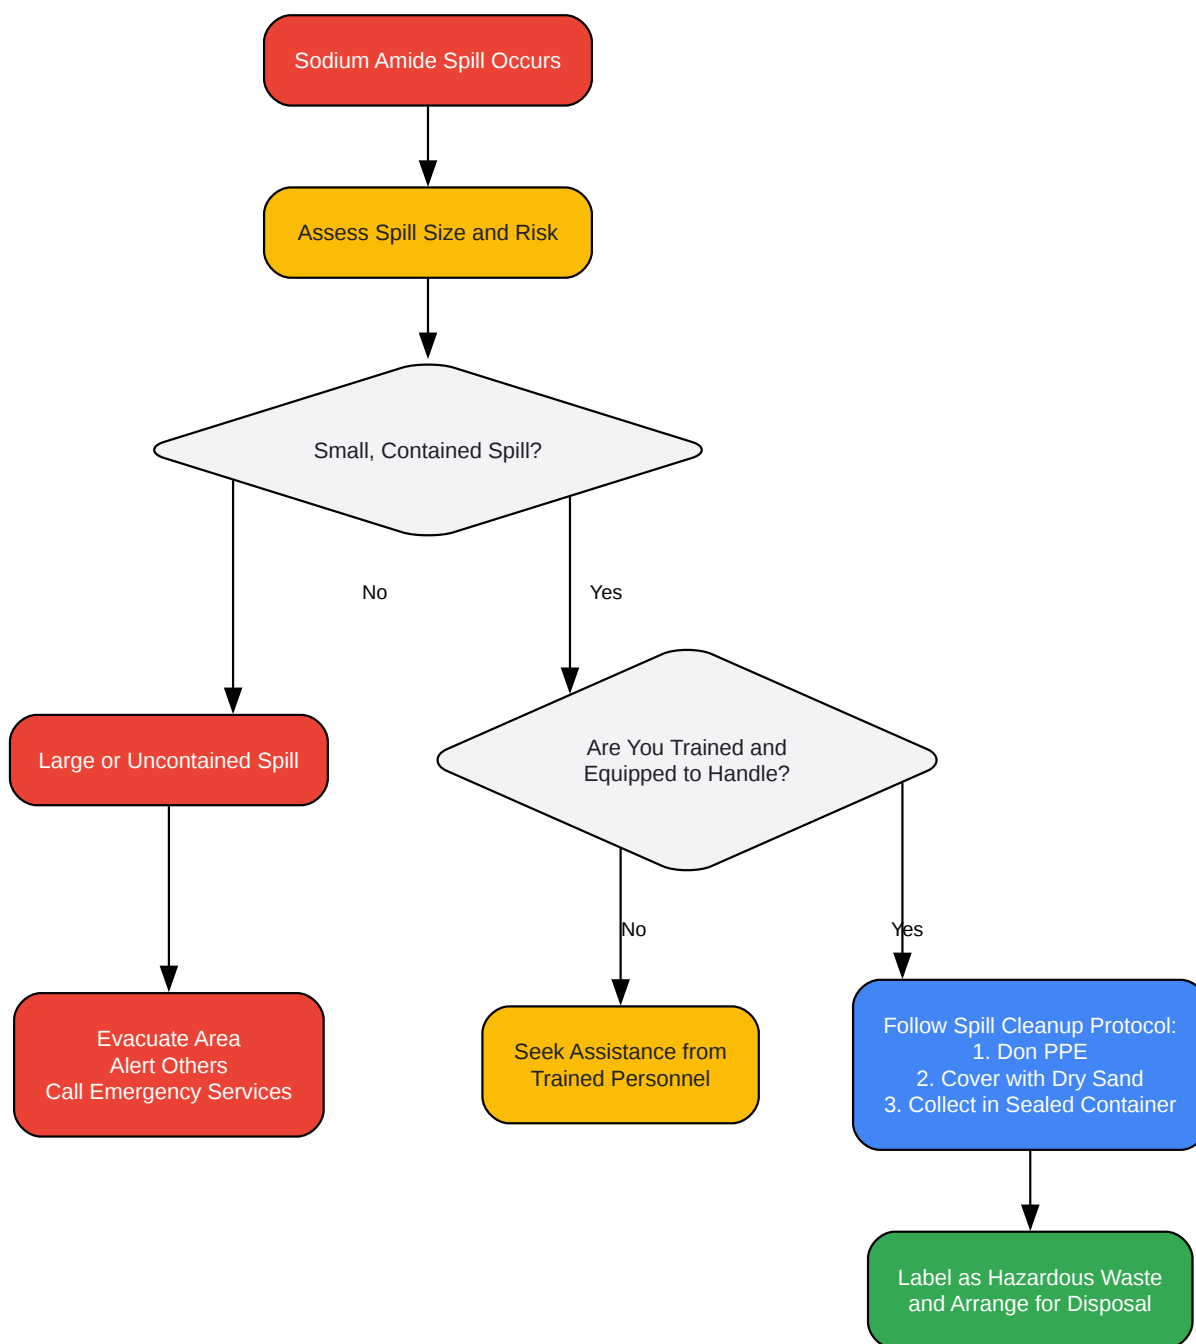 Sodium Amide Spill Occurs
Assess Spill Size and Risk
Small, Contained Spill?
No
Yes
Large or Uncontained Spill
Are You Trained and
Equipped to Handle?
No
Yes
Evacuate Area
Alert Others
Call Emergency Services
Seek Assistance from
Trained Personnel
Follow Spill Cleanup Protocol:
1. Don PPE
2. Cover with Dry Sand
3. Collect in Sealed Container
Label as Hazardous Waste
and Arrange for Disposal